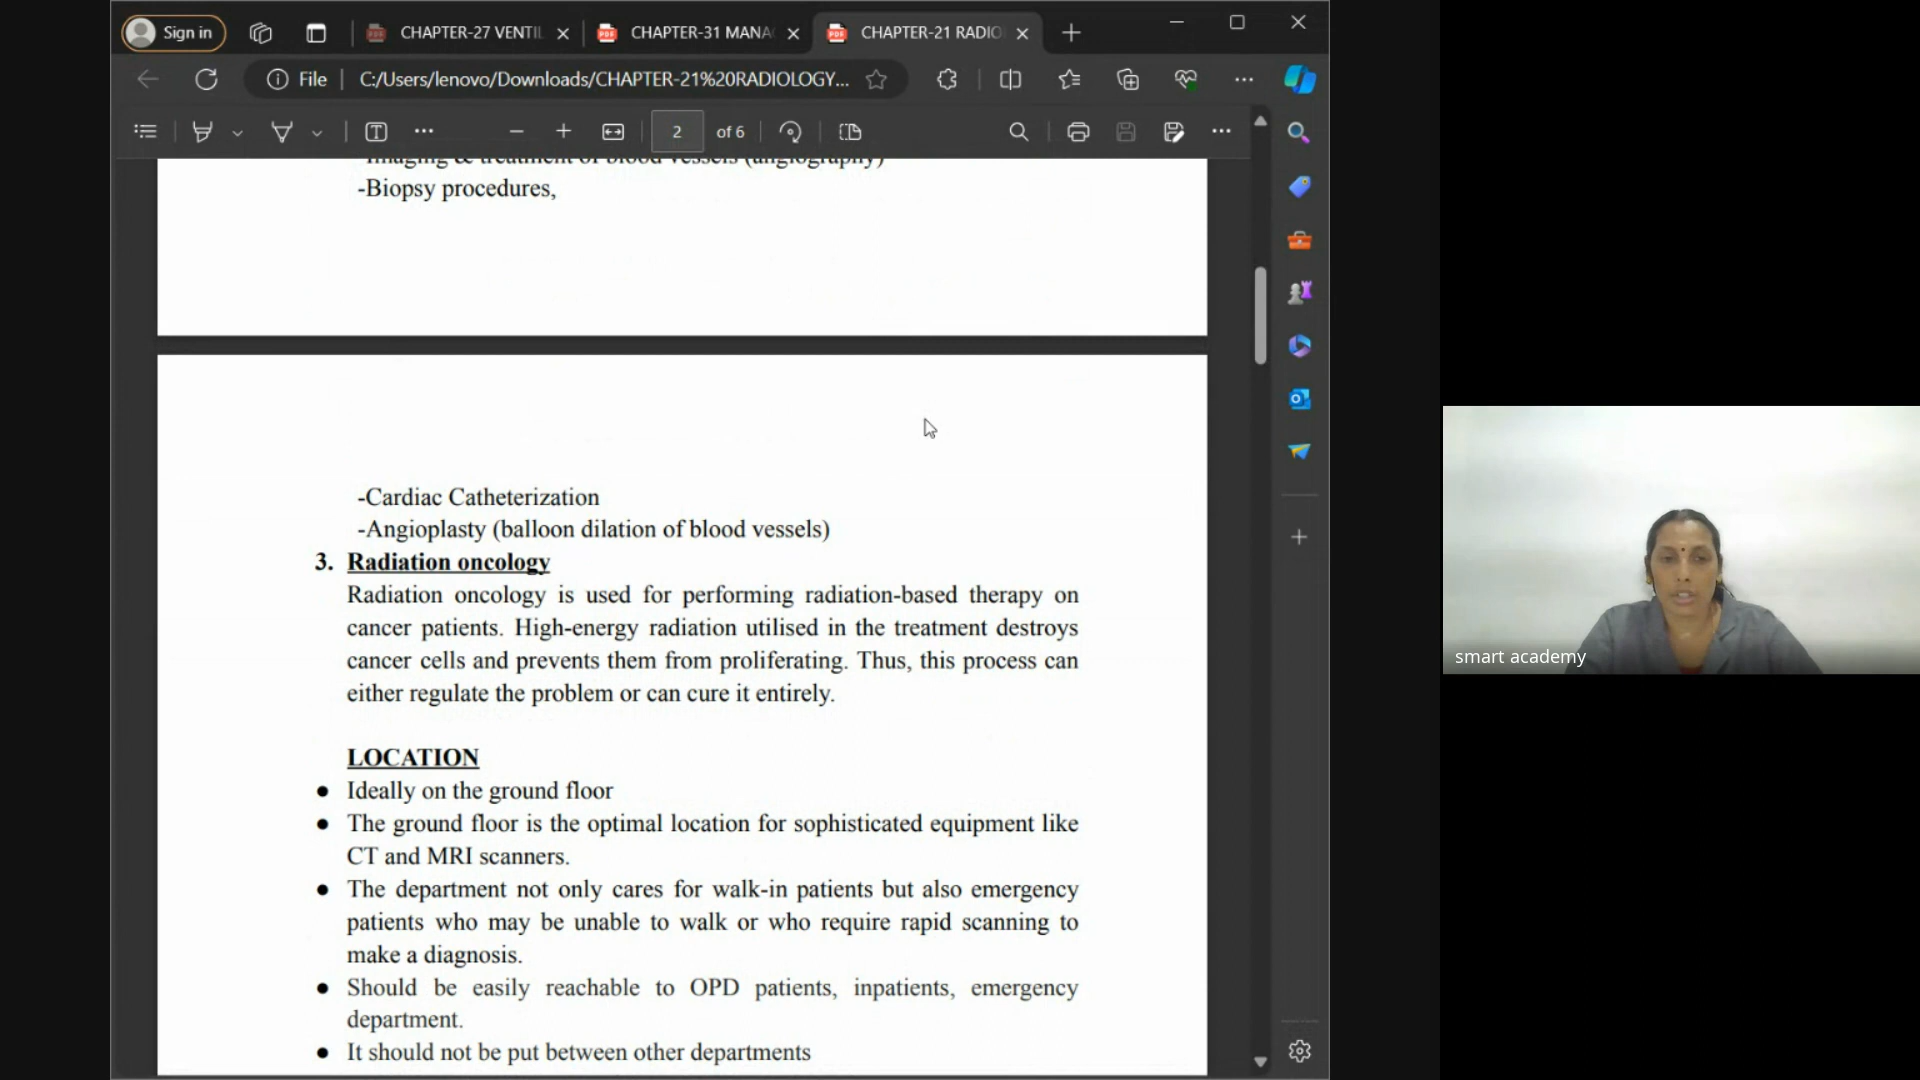 Sign in
CHAPTER-27 VENTIL
CHAPTER-31 MANA
CHAPTER-21 RADIO
File
C:/Users/lenovo/Downloads/CHAPTER-21%20RADIOLOGY...
2 of 6
-Imaging & treatment of blood vessels (angiography)
-Biopsy procedures,
-Cardiac Catheterization
-Angioplasty (balloon dilation of blood vessels)
3. Radiation oncology
Radiation oncology is used for performing radiation-based therapy on
cancer patients. High-energy radiation utilised in the treatment destroys
cancer cells and prevents them from proliferating. Thus, this process can
either regulate the problem or can cure it entirely.
LOCATION
● Ideally on the ground floor
● The ground floor is the optimal location for sophisticated equipment like
CT and MRI scanners.
● The department not only cares for walk-in patients but also emergency
patients who may be unable to walk or who require rapid scanning to
make a diagnosis.
● Should be easily reachable to OPD patients, inpatients, emergency
department.
● It should not be put between other departments
smart academy